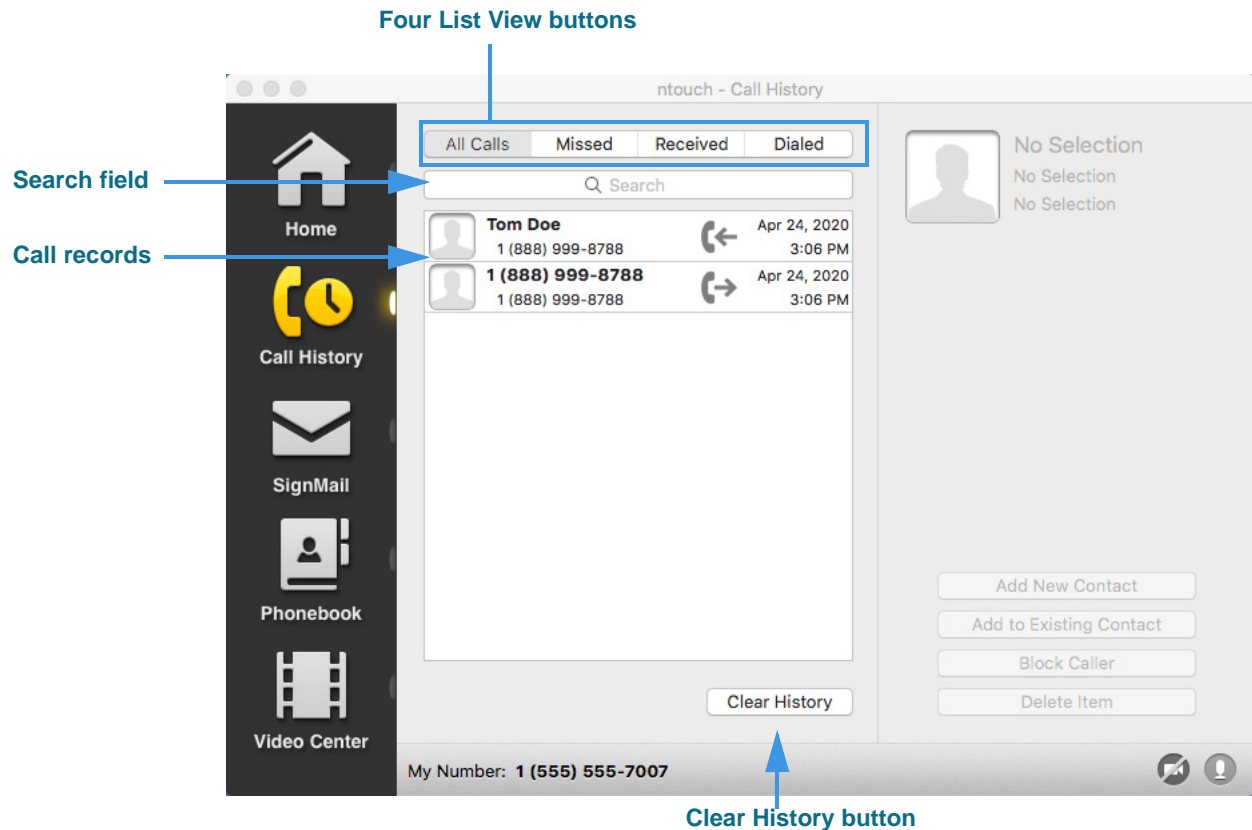 Four List View buttons
ntouch - Call History
All Calls Missed Received Dialed
Search field
Search
Call records
Tom Doe
1 (888) 999-8788
Apr 24, 2020
3:06 PM
1 (888) 999-8788
1 (888) 999-8788
Apr 24, 2020
3:06 PM
No Selection
No Selection
No Selection
Home
Call History
SignMail
Phonebook
Video Center
Add New Contact
Add to Existing Contact
Block Caller
Delete Item
Clear History
My Number: 1 (555) 555-7007
Clear History button